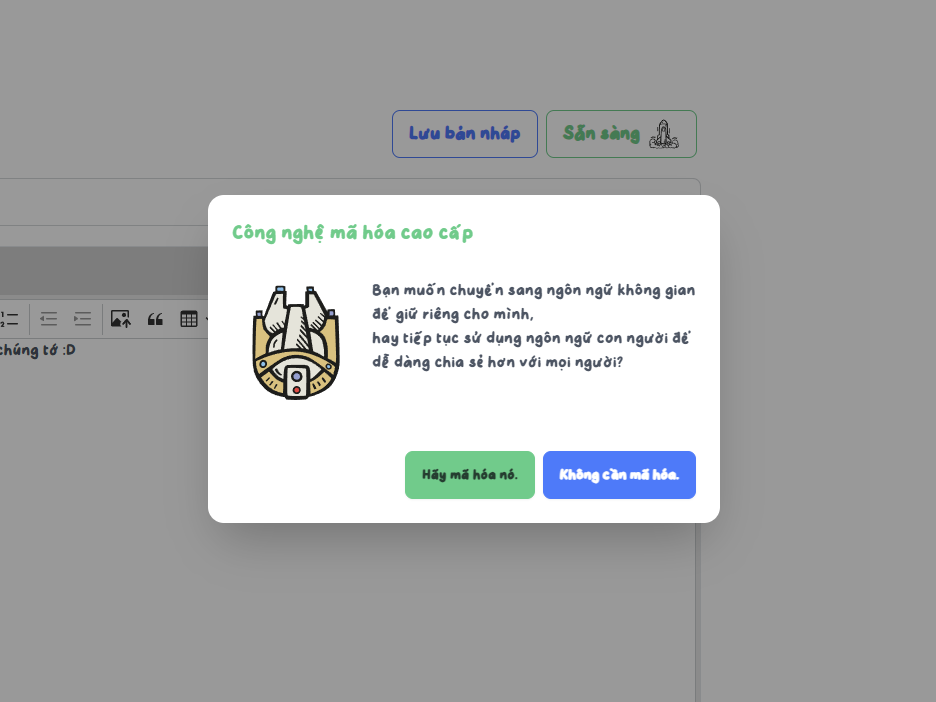 Lưu bản nháp
Sẵn sàng
Công nghệ mã hóa cao cấp
Bạn muốn chuyển sang ngôn ngữ không gian
để giữ riêng cho mình,
hay tiếp tục sử dụng ngôn ngữ con người để
dễ dàng chia sẻ hơn với mọi người?
chúng tớ :D
Hãy mã hóa nó.
Không cần mã hóa.